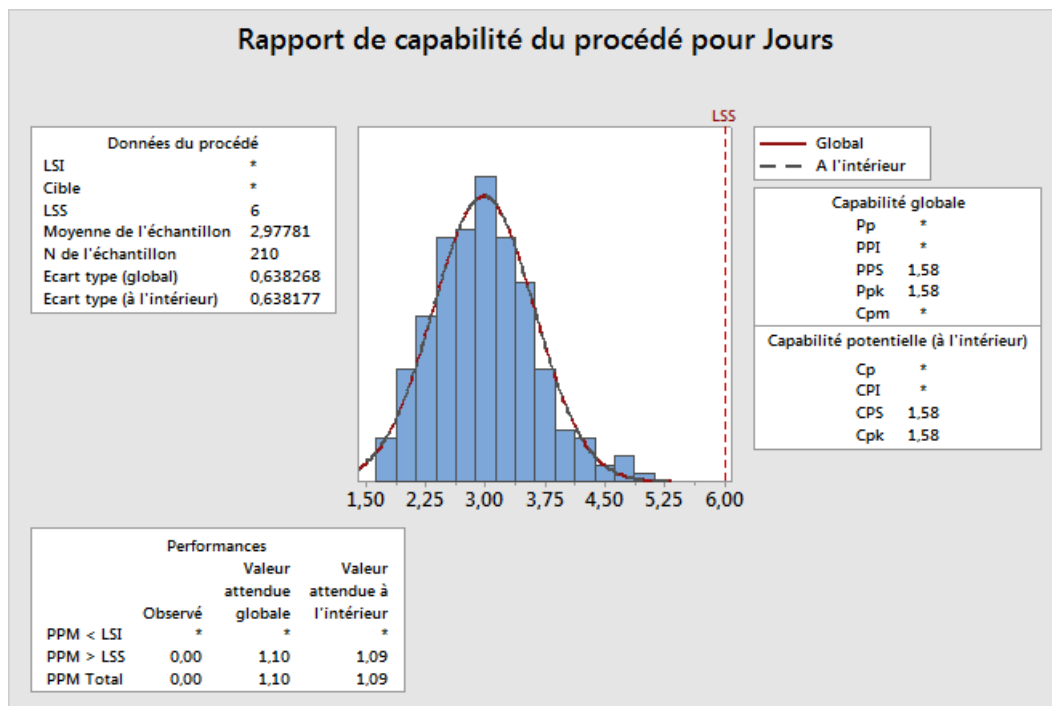 Rapport de capabilité du procédé pour Jours
LSS
Données du procédé
LSI *
Cible *
LSS 6
Moyenne de l'échantillon 2,97781
N de l'échantillon 210
Ecart type (global) 0,638268
Ecart type (à l'intérieur) 0,638177
Global
A l'intérieur
Capabilité globale
Pp *
PPI *
PPS 1,58
Ppk 1,58
Cpm *
Capabilité potentielle (à l'intérieur)
Cp *
CPI *
CPS 1,58
Cpk 1,58
1,50 2,25 3,00 3,75 4,50 5,25 6,00
Performances
Valeur Valeur
attendue attendue à
Observé globale l'intérieur
PPM < LSI * * *
PPM > LSS 0,00 1,10 1,09
PPM Total 0,00 1,10 1,09